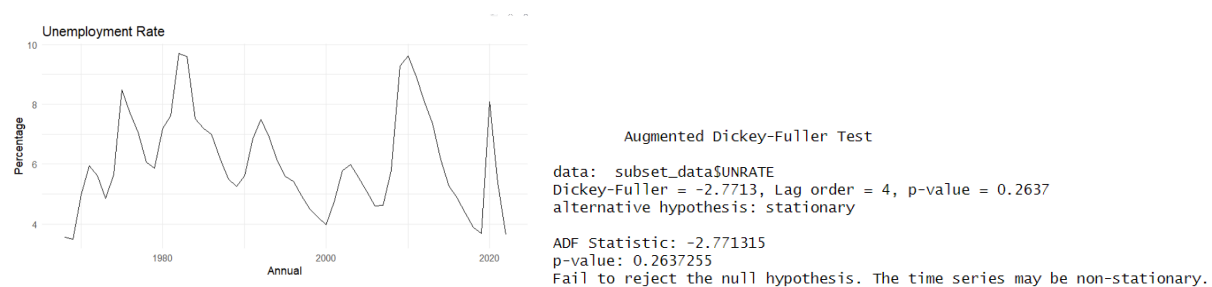 Unemployment Rate
10
8
6
4
Percentage
1980
2000
2020
Annual
Augmented Dickey-Fuller Test
data:  subset_data$UNRATE
Dickey-Fuller = -2.7713, Lag order = 4, p-value = 0.2637
alternative hypothesis: stationary
ADF Statistic: -2.771315
p-value: 0.2637255
Fail to reject the null hypothesis. The time series may be non-stationary.